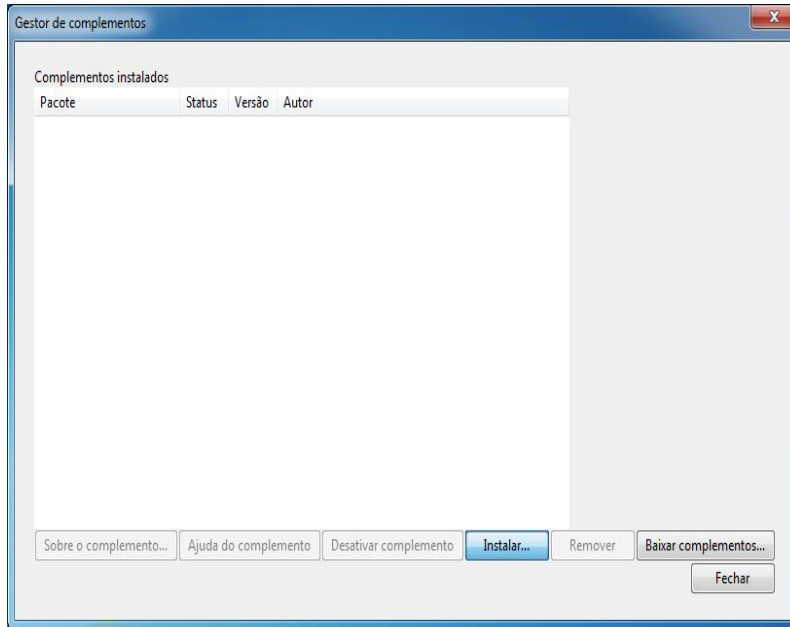 Gestor de complementos
Complementos instalados
Pacote Status Versão Autor
Sobre o complemento... Ajuda do complemento Desativar complemento Instalar... Remover Baixar complementos...
Fechar